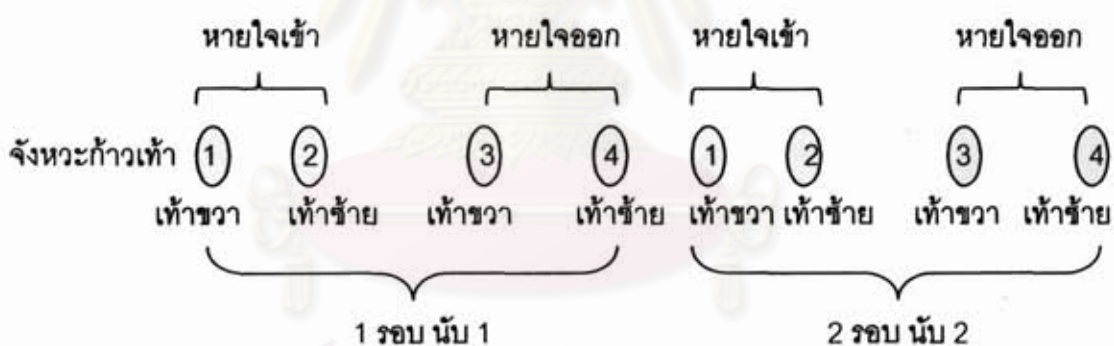 หายใจเข้า หายใจออก หายใจเข้า หายใจออก
จังหวะก้าวเท้า 1 2 3 4 1 2 3 4
เท้าขวา เท้าซ้าย เท้าขวา เท้าซ้าย เท้าขวา เท้าซ้าย เท้าขวา เท้าซ้าย
1 รอบ นับ 1 2 รอบ นับ 2